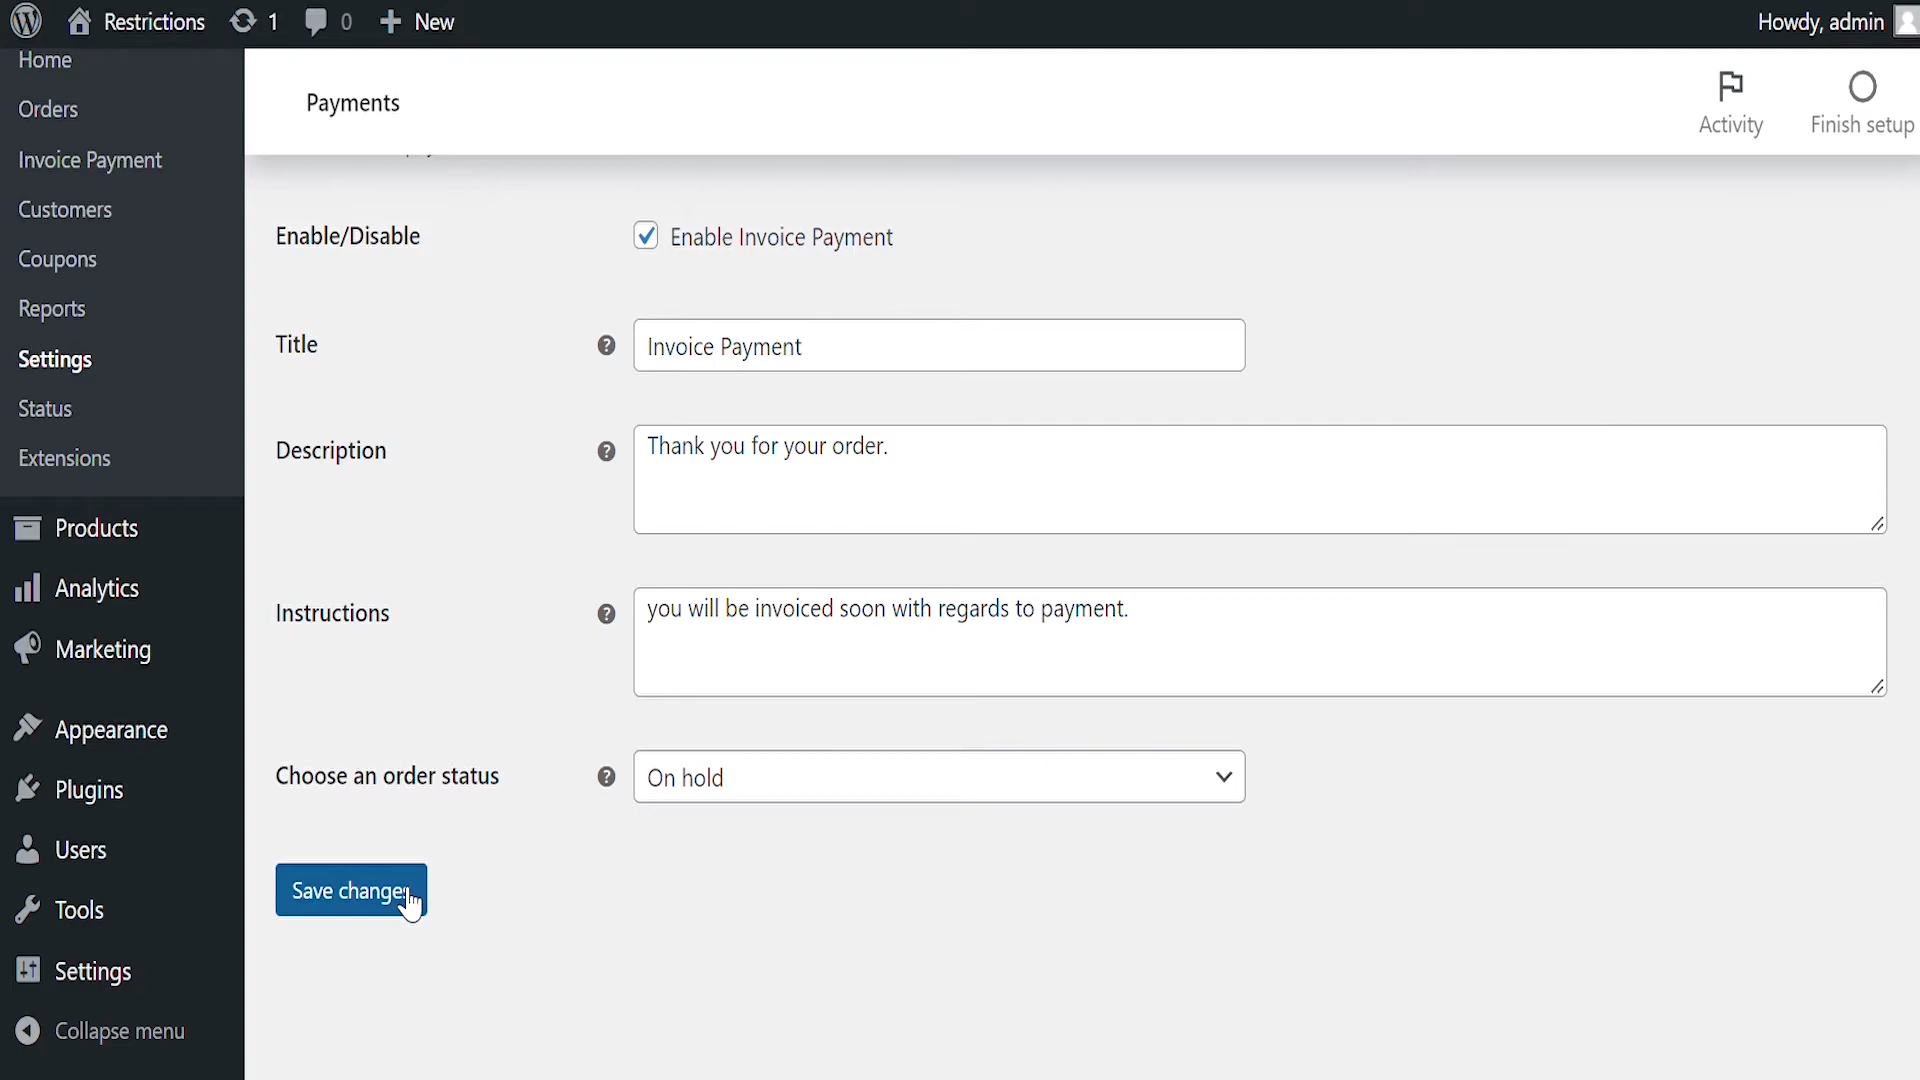 Restrictions 1 0 New Howdy, admin
Home
Orders
Invoice Payment
Customers
Coupons
Reports
Settings
Status
Extensions
Products
Analytics
Marketing
Appearance
Plugins
Users
Tools
Settings
Collapse menu
Payments
Activity
Finish setup
Enable/Disable
Enable Invoice Payment
Title
Invoice Payment
Description
Thank you for your order.
Instructions
you will be invoiced soon with regards to payment.
Choose an order status
On hold
Save changes